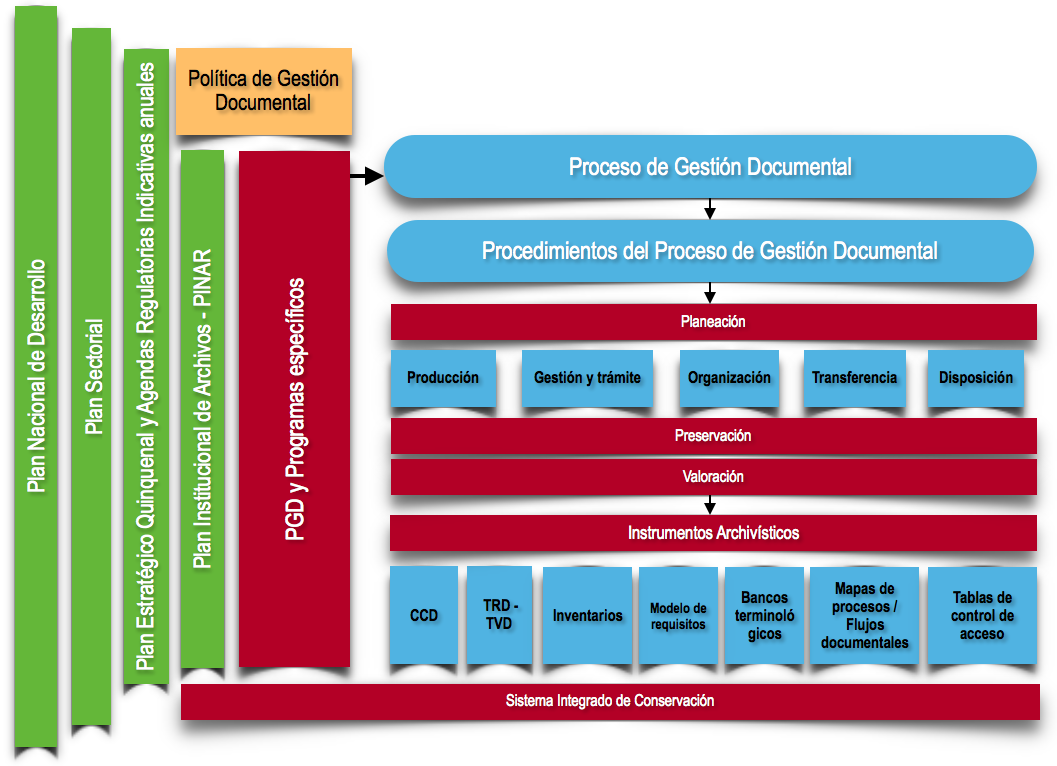 Plan Nacional de Desarrollo
Plan Sectorial
Plan Estratégico Quinquenal y Agendas Regulatorias Indicativas anuales
Política de Gestión
Documental
Plan Institucional de Archivos - PINAR
PGD y Programas específicos
Proceso de Gestión Documental
Procedimientos del Proceso de Gestión Documental
Planeación
Producción
Gestión y trámite
Organización
Transferencia
Disposición
Preservación
Valoración
Instrumentos Archivísticos
CCD
TRD -
TVD
Inventarios
Modelo de
requisitos
Bancos
terminoló
gicos
Mapas de
procesos /
Flujos
documentales
Tablas de
control de
acceso
Sistema Integrado de Conservación